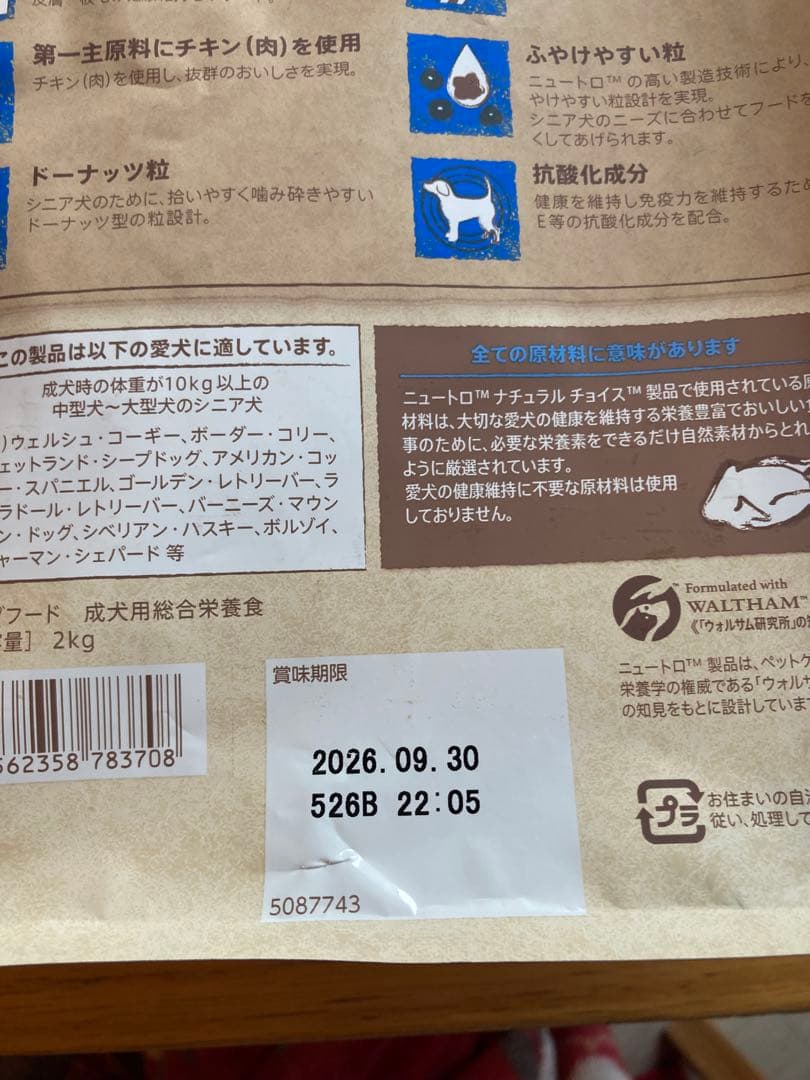 第一主原料にチキン(肉)を使用
チキン(肉)を使用し、抜群のおいしさを実現。
ふやけやすい粒
ニュートロ™の高い製造技術により、
やけやすい粒設計を実現。
シニア犬のニーズに合わせてフードを
くしてあげられます。
ドーナッツ粒
シニア犬のために、拾いやすく噛み砕きやすい
ドーナッツ型の粒設計。
抗酸化成分
健康を維持し免疫力を維持するため
E等の抗酸化成分を配合。
この製品は以下の愛犬に適しています。
成犬時の体重が10kg以上の
中型犬~大型犬のシニア犬
)ウェルシュ・コーギー、ボーダー・コリー、
ェットランド・シープドッグ、アメリカン・コッ
ー・スパニエル、ゴールデン・レトリーバー、ラ
ラドール・レトリーバー、バーニーズ・マウン
ン・ドッグ、シベリアン・ハスキー、ボルゾイ、
ャーマン・シェパード 等
全ての原材料に意味があります
ニュートロ™ ナチュラル チョイス™ 製品で使用されている原
材料は、大切な愛犬の健康を維持する栄養豊富でおいしい
事のために、必要な栄養素をできるだけ自然素材からとれ
ように厳選されています。
愛犬の健康維持に不要な原材料は使用
しておりません。
グフード 成犬用総合栄養食
量] 2kg
562358 783708
賞味期限
2026.09.30
526B 22:05
5087743
Formulated with
WALTHAM™
《「ウォルサム研究所」の
ニュートロ™ 製品は、ペットケ
栄養学の権威である「ウォルサ
の知見をもとに設計していま
プラ
お住まいの自治
従い、処理して